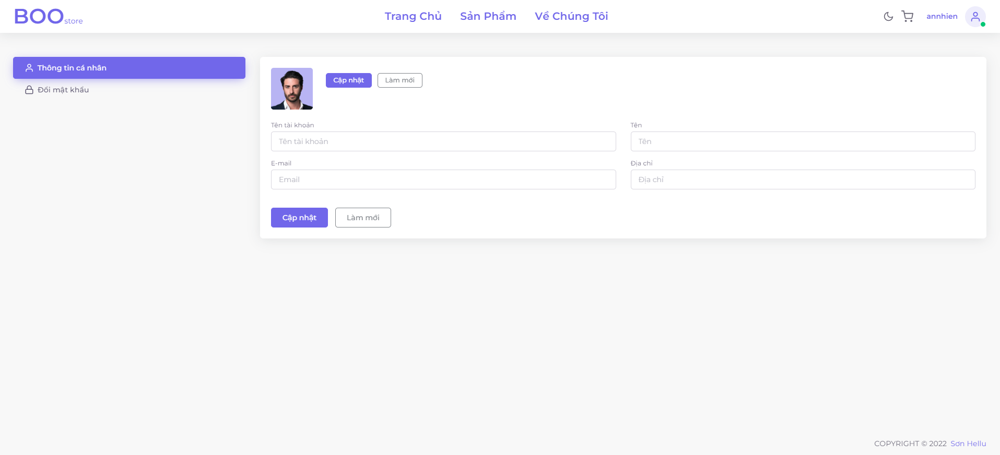 BOOstore
Trang Chủ
Sản Phẩm
Về Chúng Tôi
annhien
Thông tin cá nhân
Đổi mật khẩu
Cập nhật
Làm mới
Tên tài khoản
Tên
Tên tài khoản
Tên
E-mail
Địa chỉ
Email
Địa chỉ
Cập nhật
Làm mới
COPYRIGHT © 2022 Sơn Hellu